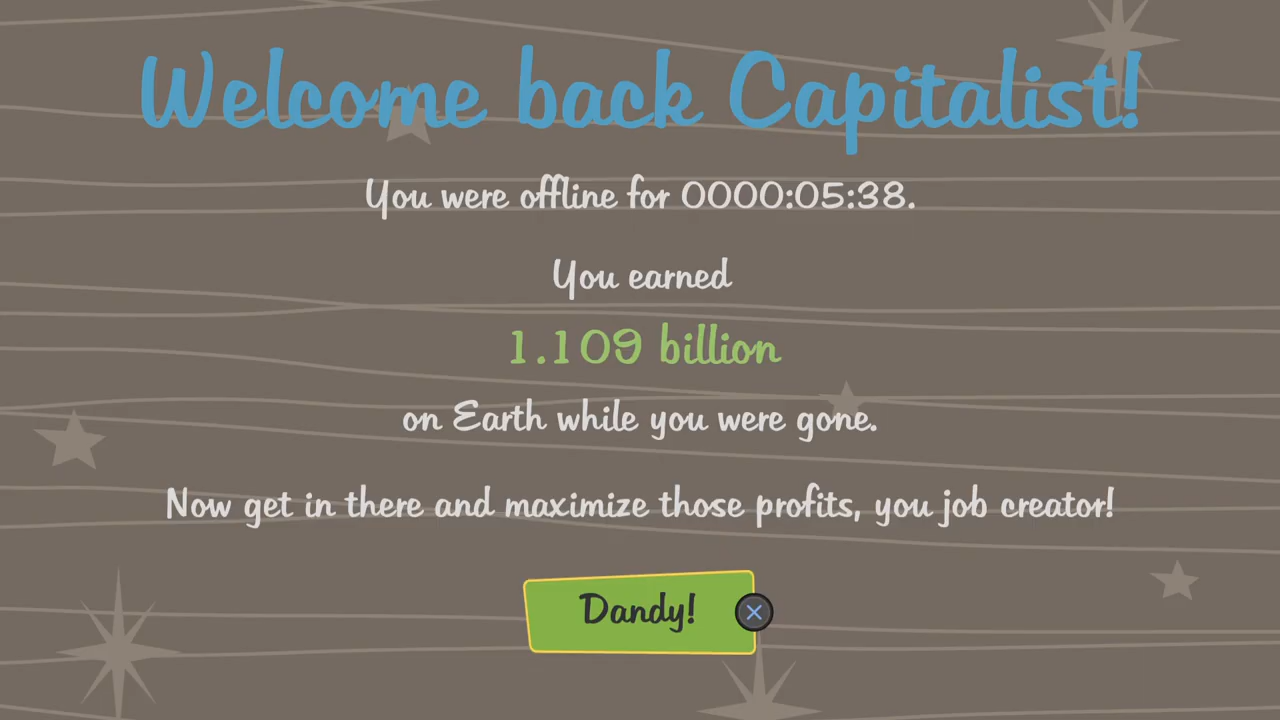 Welcome back Capitalist!
You were offline for 0000:05:38.
You earned
1.109 billion
on Earth while you were gone.
Now get in there and maximize those profits, you job creator!
Dandy!